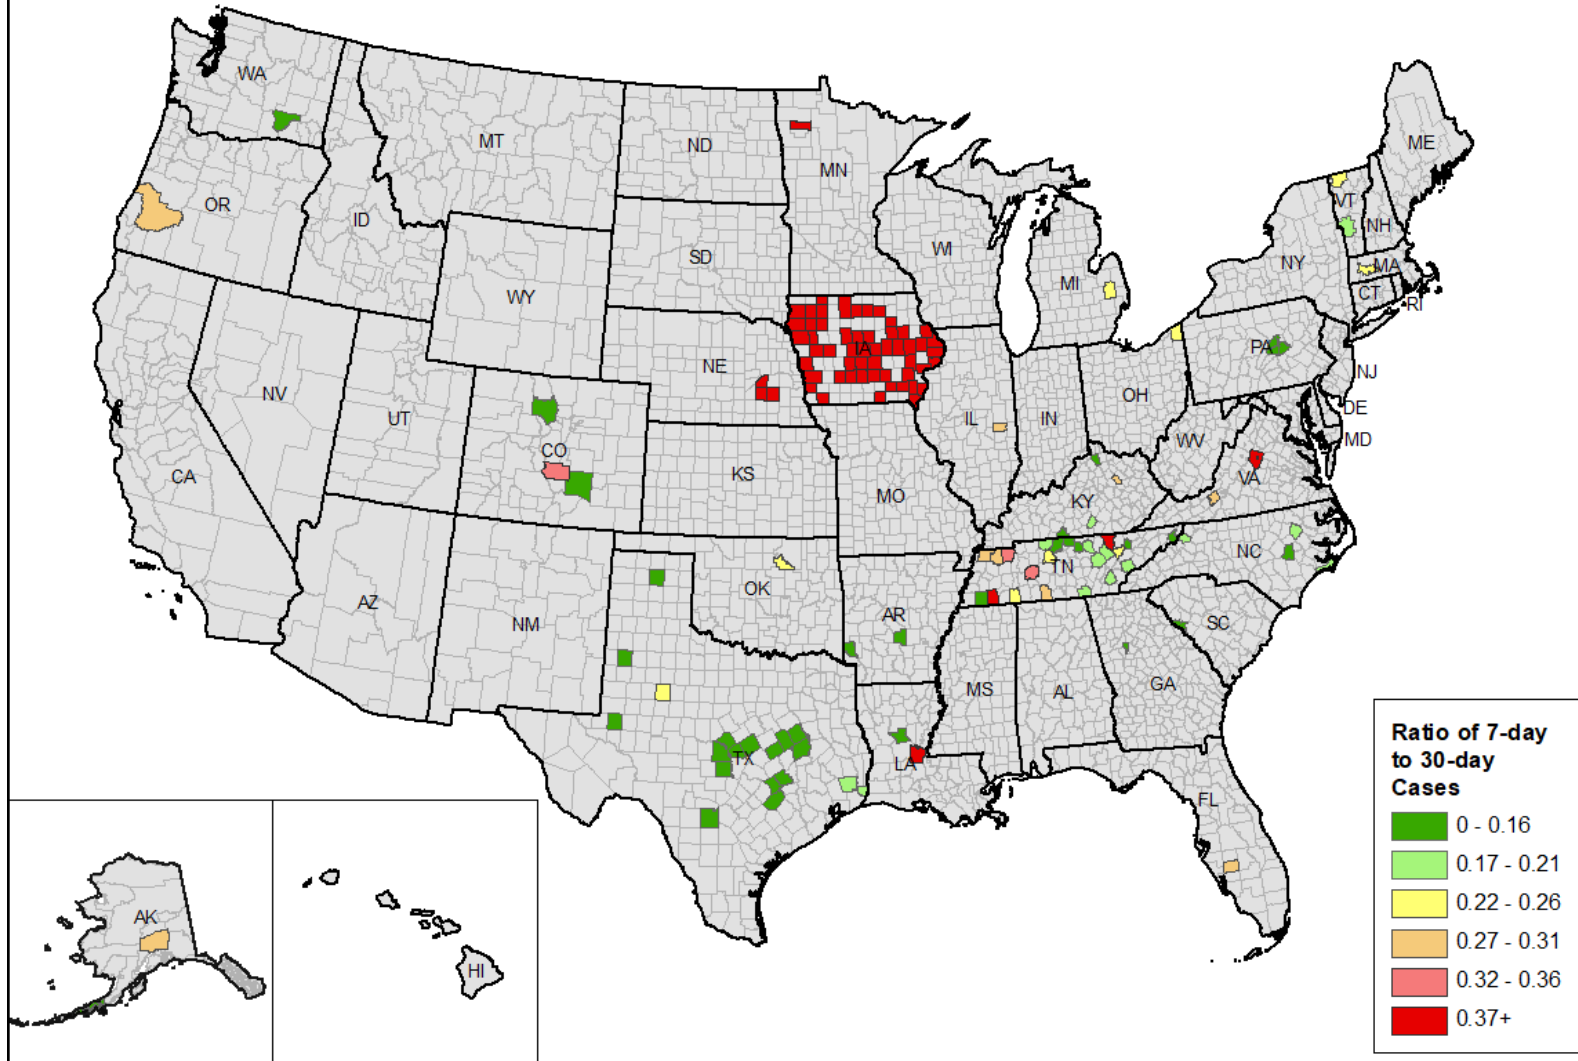 WA
MT
ND
MN
ME
OR
ID
SD
WI
MI
VT
NH
NY
MA
CT
RI
WY
NE
IA
PA
NJ
NV
UT
CO
IL
IN
OH
DE
MD
WV
VA
CA
KS
MO
KY
AZ
NM
OK
AR
TN
NC
SC
TX
LA
MS
AL
GA
FL
AK
HI
Ratio of 7-day
to 30-day
Cases
0 - 0.16
0.17 - 0.21
0.22 - 0.26
0.27 - 0.31
0.32 - 0.36
0.37+